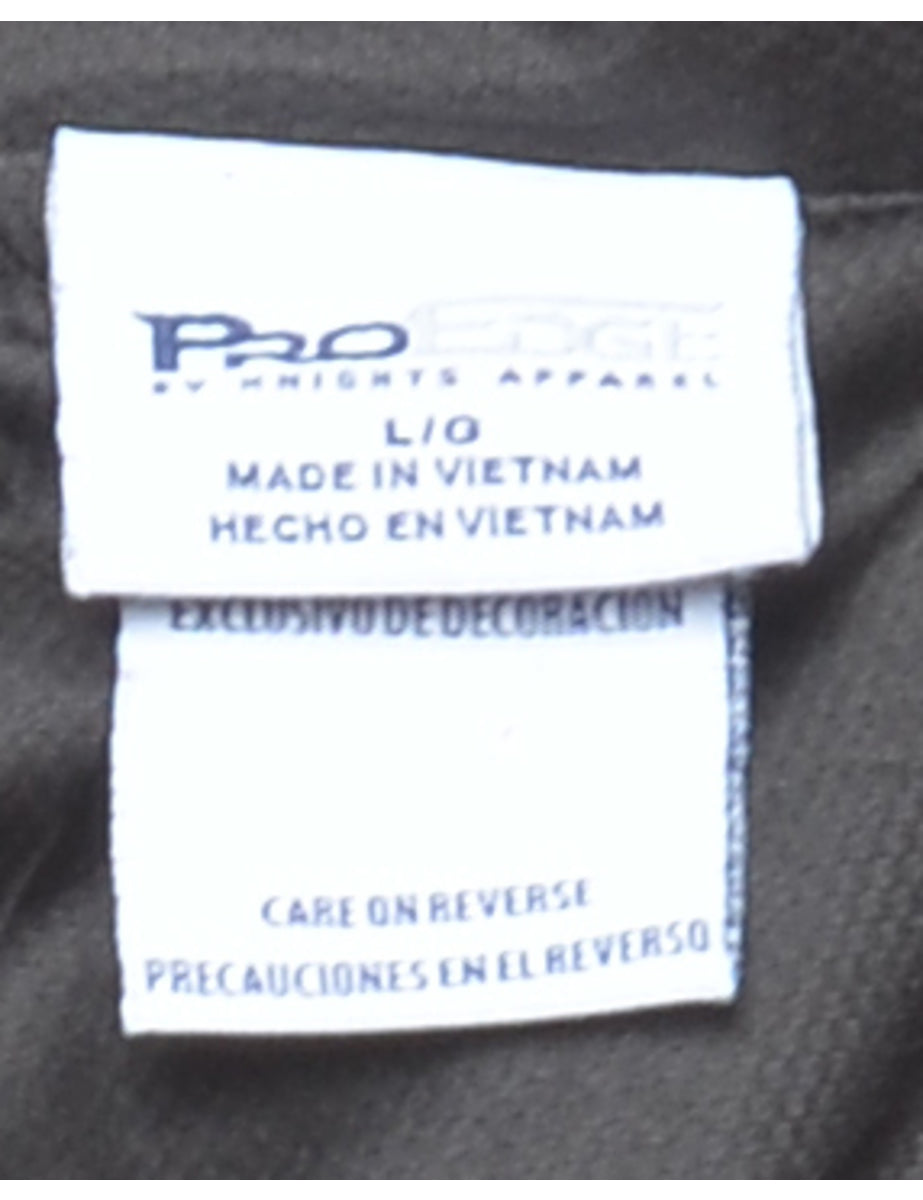 PRO EDGE
BY KNIGHTS APPAREL
L/G
MADE IN VIETNAM
HECHO EN VIETNAM
EXCLUSIVO DE DECORACION
CARE ON REVERSE
PRECAUCIONES EN EL REVERSO